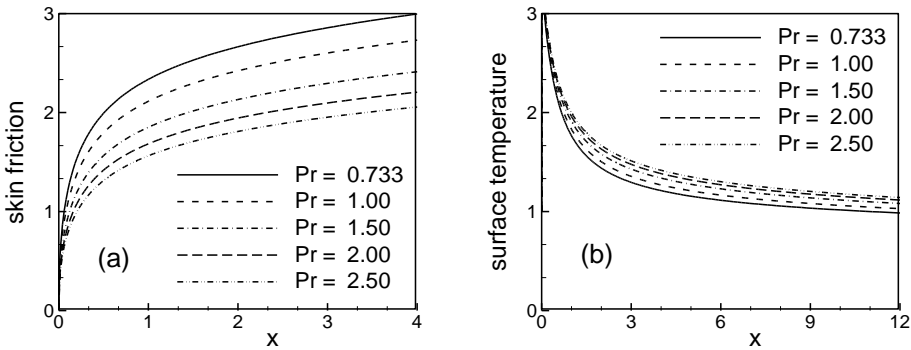 3
2
1
0
skin friction
(a)
Pr = 0.733
Pr = 1.00
Pr = 1.50
Pr = 2.00
Pr = 2.50
0
1
2
3
4
x
3
2
1
0
surface temperature
Pr = 0.733
Pr = 1.00
Pr = 1.50
Pr = 2.00
Pr = 2.50
(b)
0
3
6
9
12
x